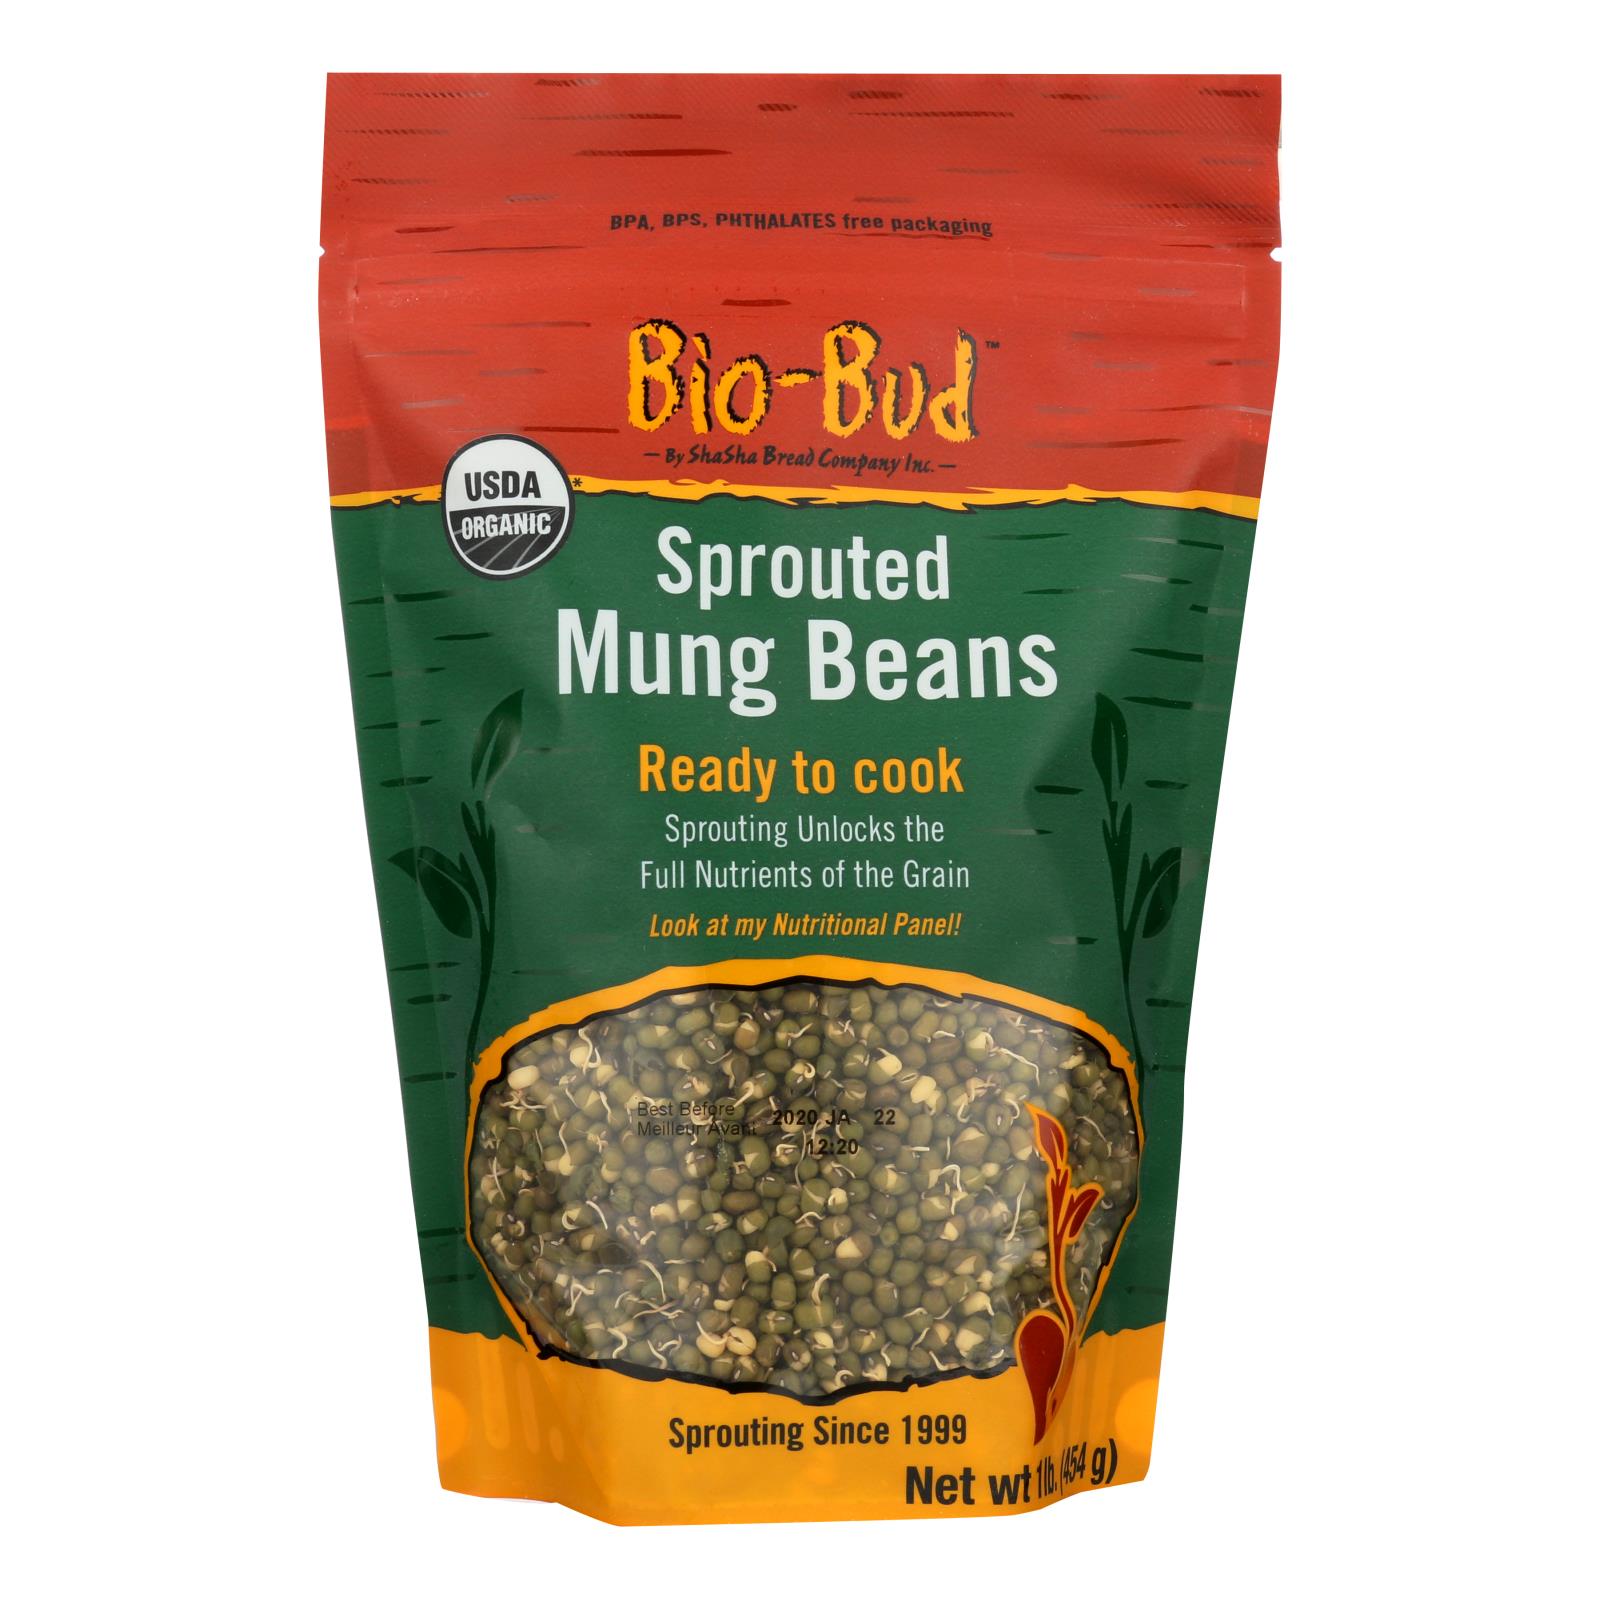 BPA, BPS, PHTHALATES free packaging
Bio-Bud™
— By ShaSha Bread Company Inc. —
USDA
ORGANIC
*
Sprouted
Mung Beans
Ready to cook
Sprouting Unlocks the
Full Nutrients of the Grain
Look at my Nutritional Panel!
Best Before 2020 JA 22
Meilleur Avant 12:20
Sprouting Since 1999
Net wt 1 lb. (454 g)